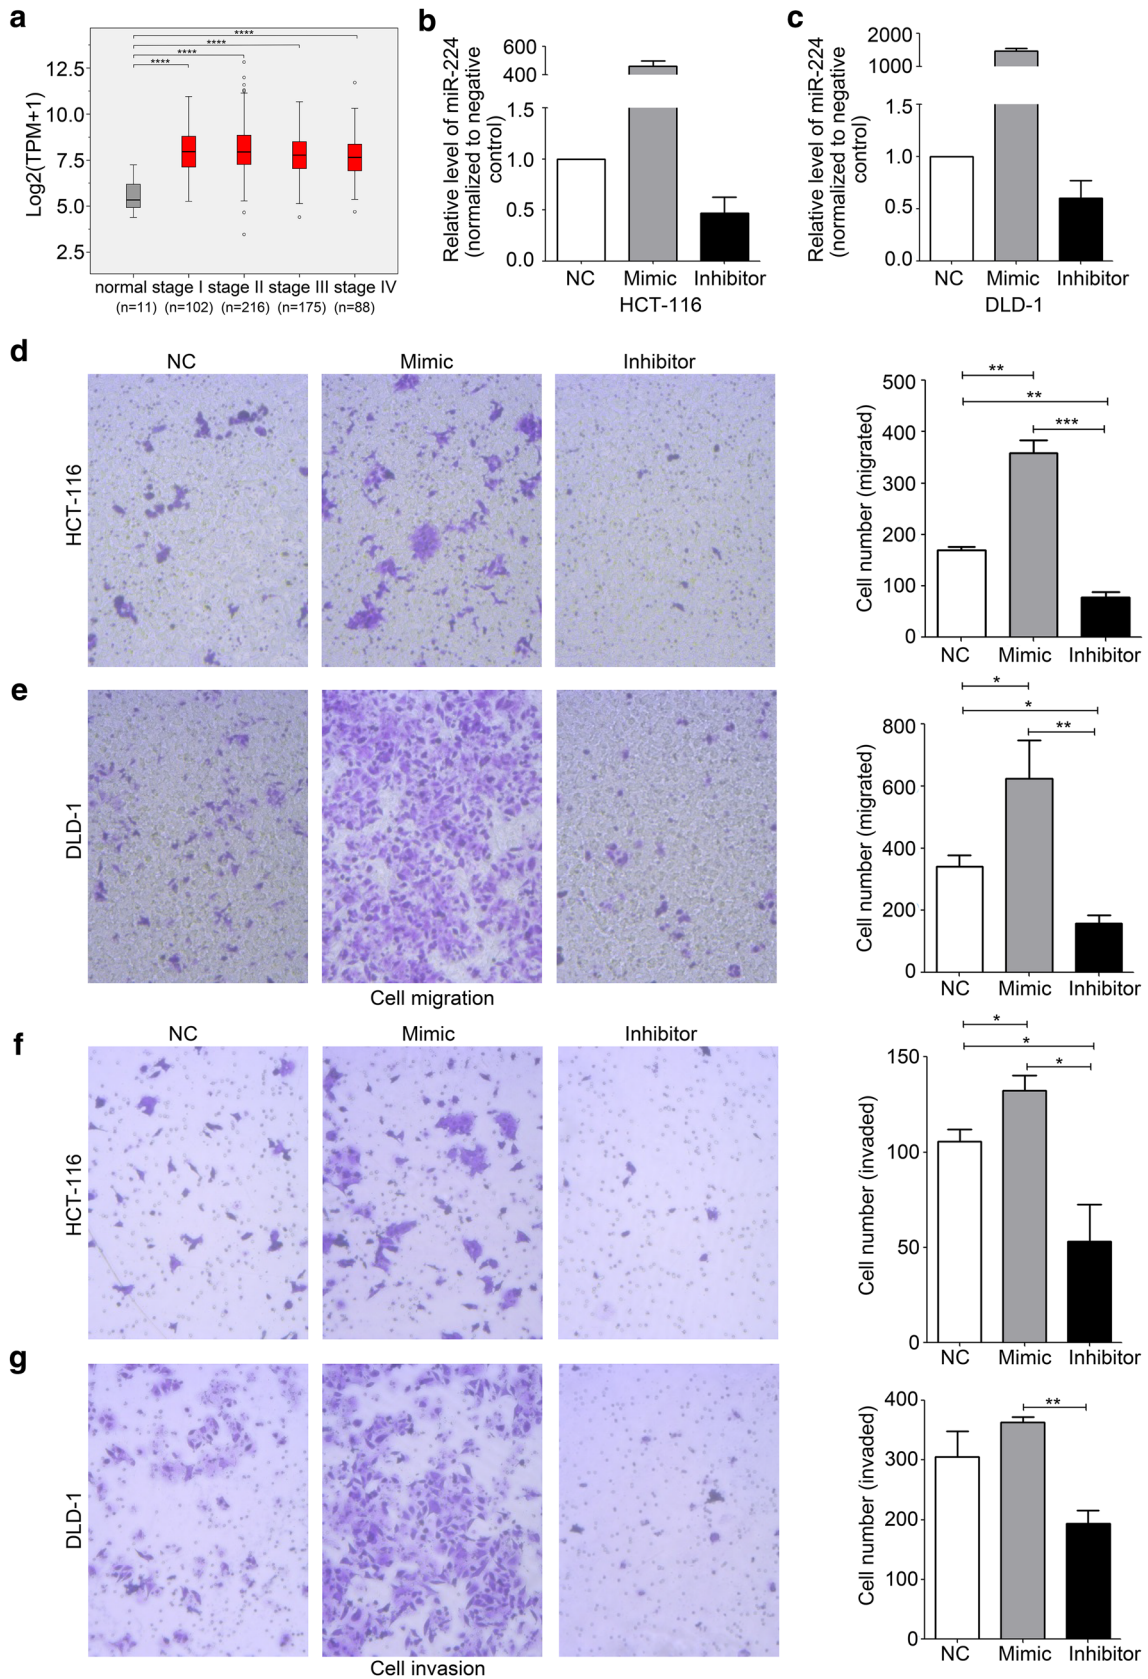 a
Log2(TPM+1)
12.5
10.0
7.5
5.0
2.5
****
****
****
****
normal stage I stage II stage III stage IV
(n=11) (n=102) (n=216) (n=175) (n=88)
b
Relative level of miR-224
(normalized to negative
control)
600
400
1.5
1.0
0.5
0.0
NC Mimic Inhibitor
HCT-116
c
Relative level of miR-224
(normalized to negative
control)
2000
1000
1.5
1.0
0.5
0.0
NC Mimic Inhibitor
DLD-1
d
NC Mimic Inhibitor
HCT-116
Cell number (migrated)
500
400
300
200
100
0
**
**
***
NC Mimic Inhibitor
e
DLD-1
Cell migration
Cell number (migrated)
800
600
400
200
0
*
*
**
NC Mimic Inhibitor
f
NC Mimic Inhibitor
HCT-116
Cell number (invaded)
150
100
50
0
*
*
*
NC Mimic Inhibitor
g
DLD-1
Cell invasion
Cell number (invaded)
400
300
200
100
0
**
NC Mimic Inhibitor